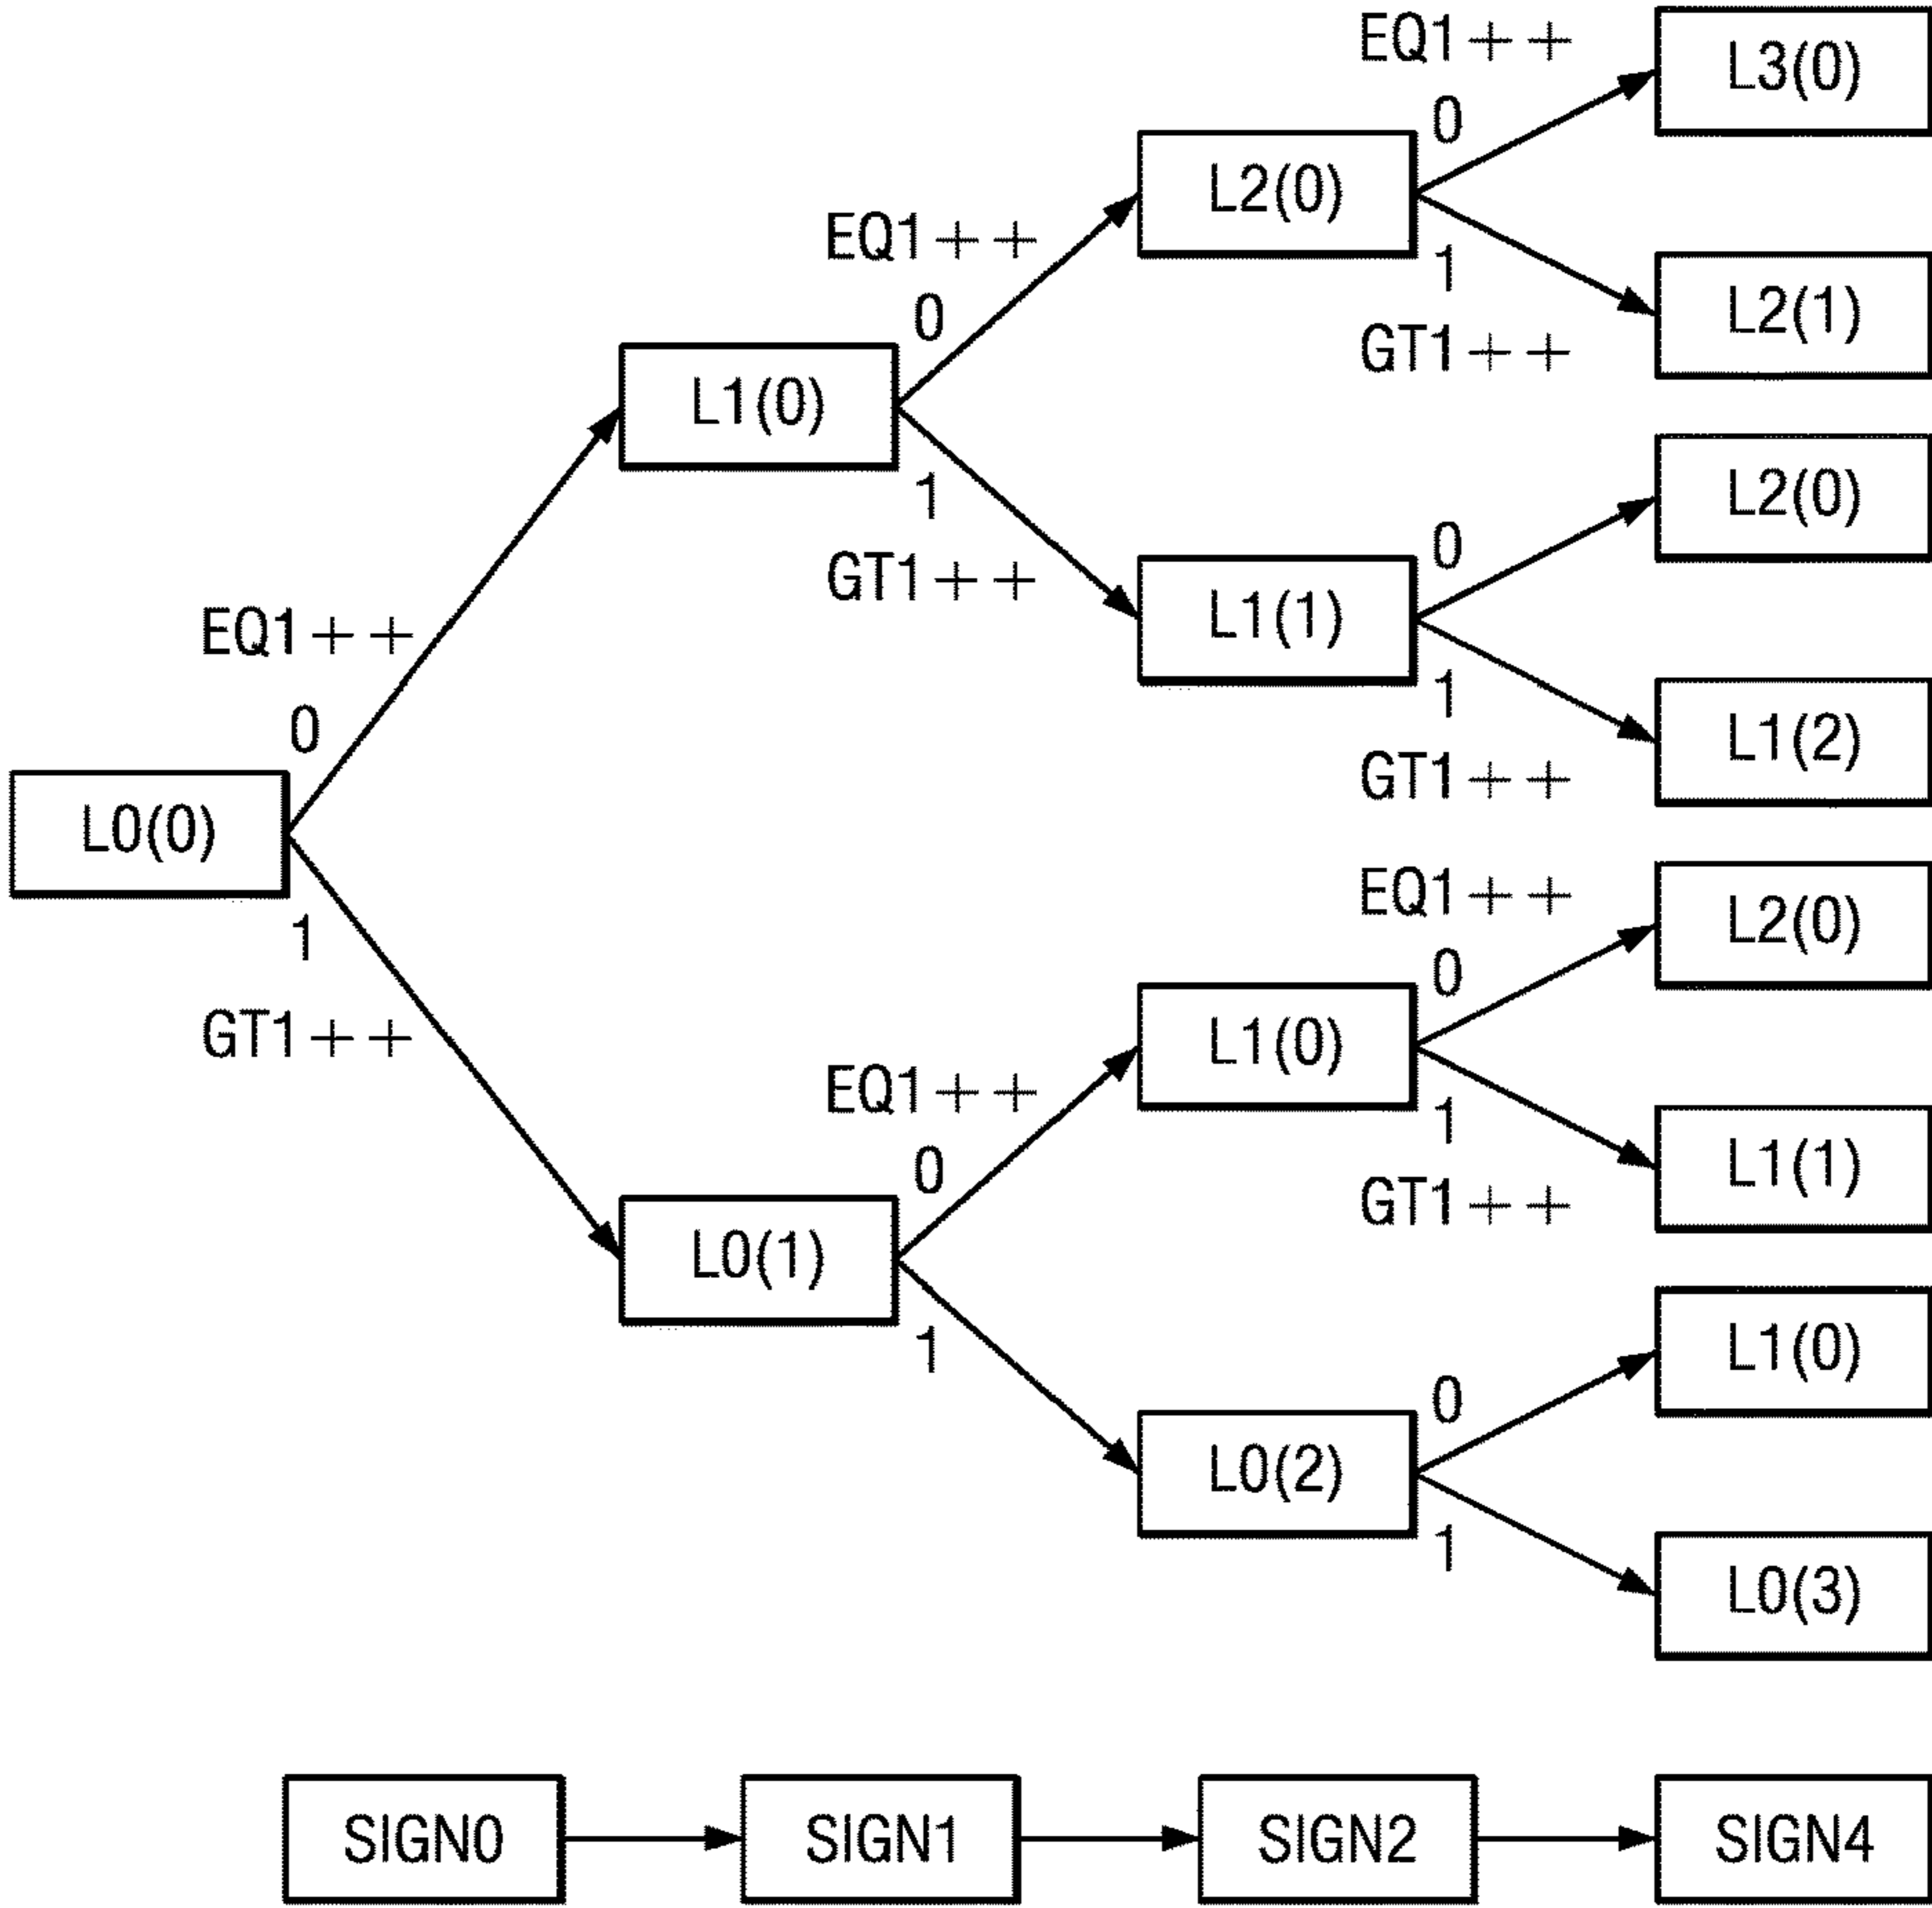 EQ1++
0
L3(0)
L2(0)
1
GT1++
L2(1)
EQ1++
0
L1(0)
1
GT1++
0
L2(0)
L1(1)
1
GT1++
L1(2)
EQ1++
0
L0(0)
1
GT1++
EQ1++
0
L2(0)
L1(0)
1
GT1++
L1(1)
EQ1++
0
L0(1)
1
0
L1(0)
L0(2)
1
L0(3)
SIGN0
SIGN1
SIGN2
SIGN4